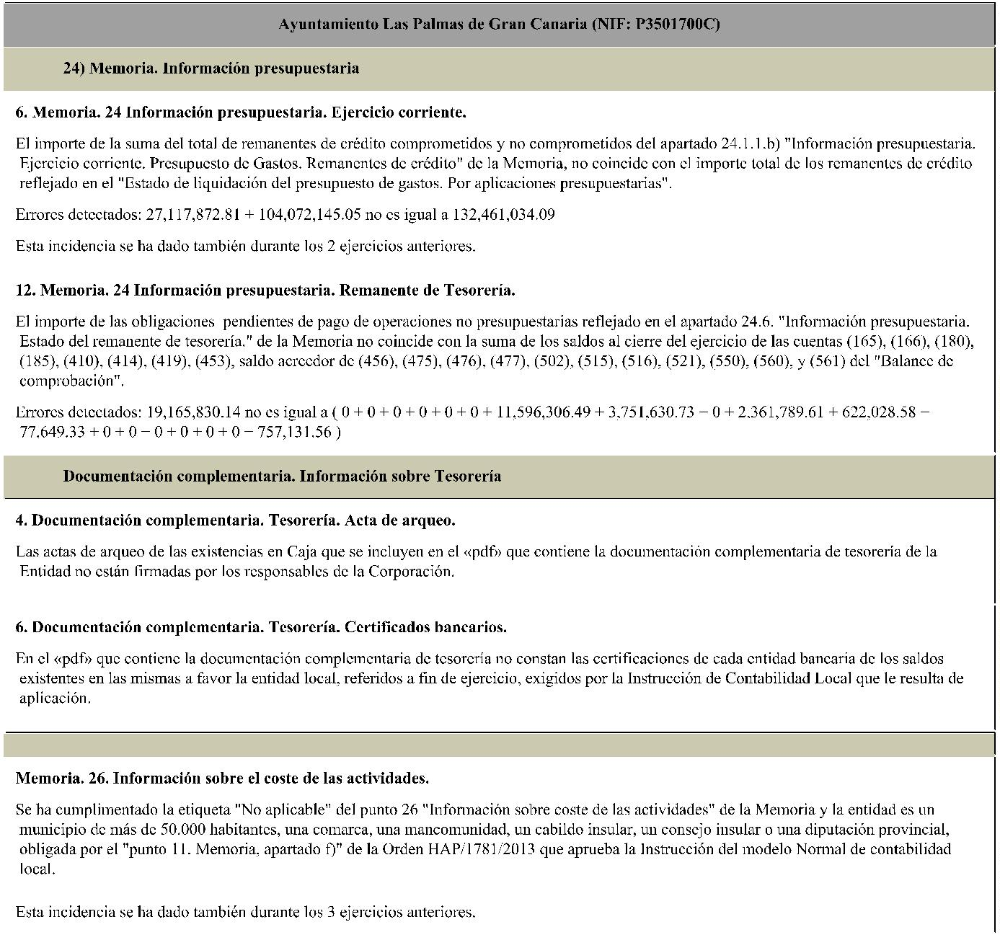 Ayuntamiento Las Palmas de Gran Canaria (NIF: P3501700C)
24) Memoria. Información presupuestaria
6. Memoria. 24 Información presupuestaria. Ejercicio corriente.
El importe de la suma del total de remanentes de crédito comprometidos y no comprometidos del apartado 24.1.1.b) "Información presupuestaria.
Ejercicio corriente. Presupuesto de Gastos. Remanentes de crédito" de la Memoria, no coincide con el importe total de los remanentes de crédito
reflejado en el "Estado de liquidación del presupuesto de gastos. Por aplicaciones presupuestarias".
Errores detectados: 27,117,872.81 + 104,072,145.05 no es igual a 132,461,034.09
Esta incidencia se ha dado también durante los 2 ejercicios anteriores.
12. Memoria. 24 Información presupuestaria. Remanente de Tesorería.
El importe de las obligaciones pendientes de pago de operaciones no presupuestarias reflejado en el apartado 24.6. "Información presupuestaria.
Estado del remanente de tesorería." de la Memoria no coincide con la suma de los saldos al cierre del ejercicio de las cuentas (165), (166), (180),
(185), (410), (414), (419), (453), saldo acreedor de (456), (475), (476), (477), (502), (515), (516), (521), (550), (560), y (561) del "Balance de
comprobación".
Errores detectados: 19,165,830.14 no es igual a ( 0 + 0 + 0 + 0 + 0 + 0 + 11,596,306.49 + 3,751,630.73 + 0 + 2,361,789.61 + 622,028.58 +
77,649.33 + 0 + 0 + 0 + 0 + 0 + 0 + 757,131.56 )
Documentación complementaria. Información sobre Tesorería
4. Documentación complementaria. Tesorería. Acta de arqueo.
Las actas de arqueo de las existencias en Caja que se incluyen en el «pdf» que contiene la documentación complementaria de tesorería de la
Entidad no están firmadas por los responsables de la Corporación.
6. Documentación complementaria. Tesorería. Certificados bancarios.
En el «pdf» que contiene la documentación complementaria de tesorería no constan las certificaciones de cada entidad bancaria de los saldos
existentes en las mismas a favor la entidad local, referidos a fin de ejercicio, exigidos por la Instrucción de Contabilidad Local que le resulta de
aplicación.
Memoria. 26. Información sobre el coste de las actividades.
Se ha cumplimentado la etiqueta "No aplicable" del punto 26 "Información sobre coste de las actividades" de la Memoria y la entidad es un
municipio de más de 50.000 habitantes, una comarca, una mancomunidad, un cabildo insular, un consejo insular o una diputación provincial,
obligada por el "punto 11. Memoria, apartado f)" de la Orden HAP/1781/2013 que aprueba la Instrucción del modelo Normal de contabilidad
local.
Esta incidencia se ha dado también durante los 3 ejercicios anteriores.